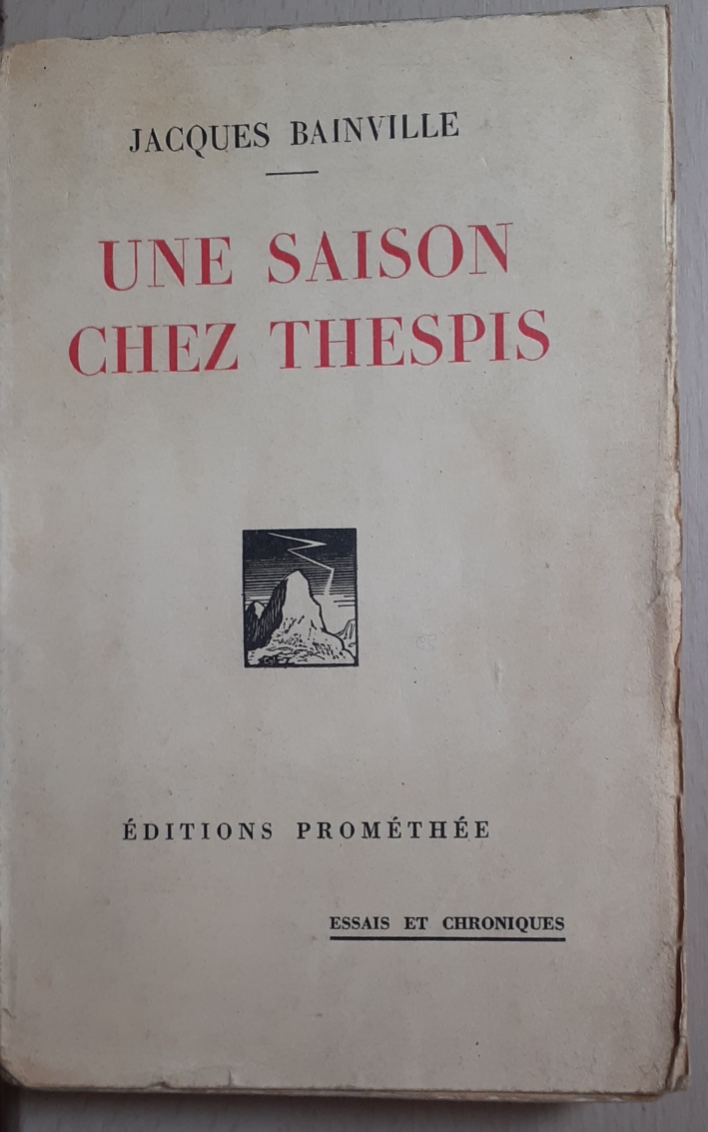 JACQUES BAINVILLE
UNE SAISON
CHEZ THESPIS
ÉDITIONS PROMÉTHÉE
ESSAIS ET CHRONIQUES